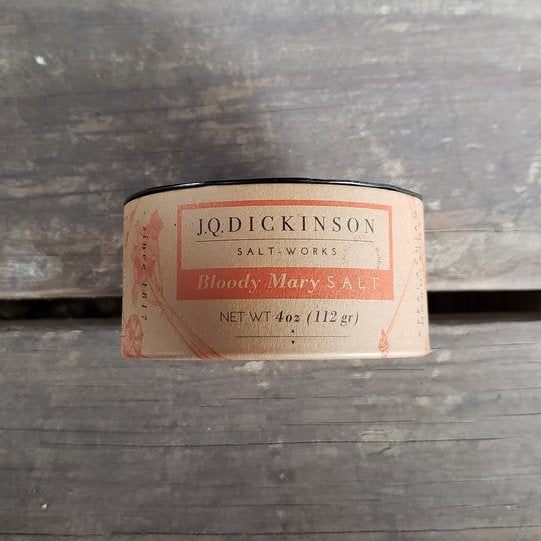 J.Q. DICKINSON
SALT-WORKS
Bloody Mary SALT
NET WT 4oz (112 gr)
since 1817